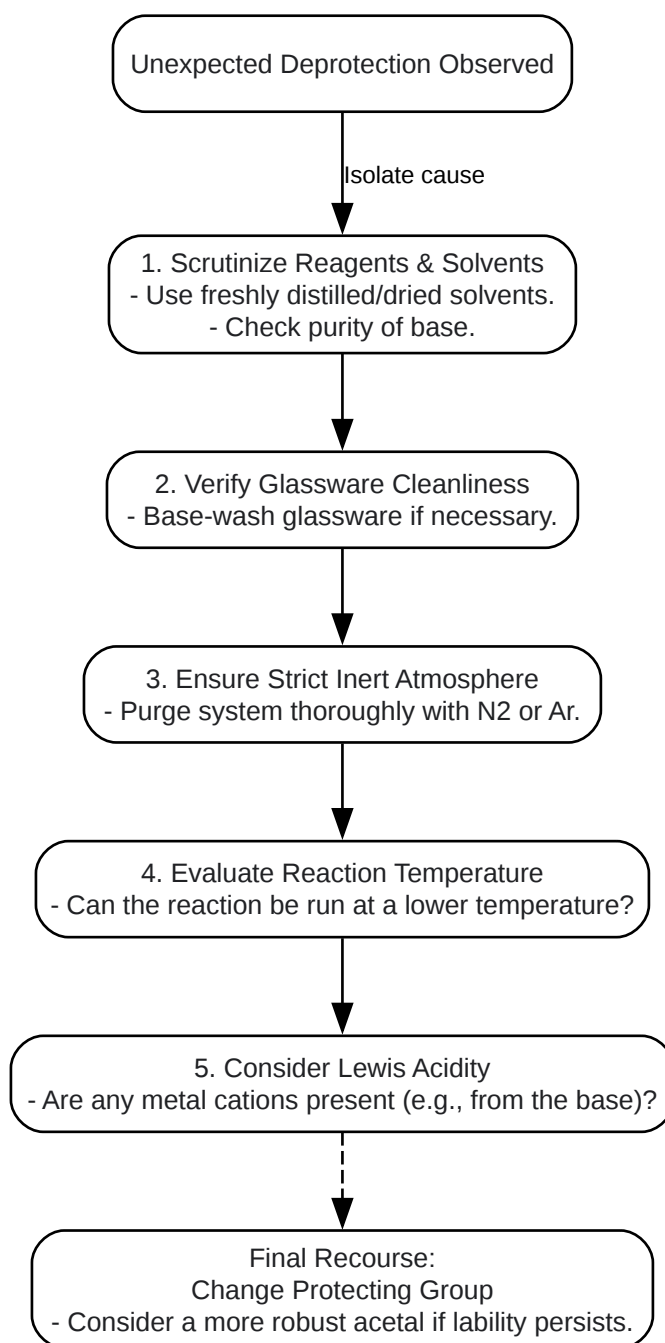 Unexpected Deprotection Observed
Isolate cause
1. Scrutinize Reagents & Solvents
- Use freshly distilled/dried solvents.
- Check purity of base.
2. Verify Glassware Cleanliness
- Base-wash glassware if necessary.
3. Ensure Strict Inert Atmosphere
- Purge system thoroughly with N2 or Ar.
4. Evaluate Reaction Temperature
- Can the reaction be run at a lower temperature?
5. Consider Lewis Acidity
- Are any metal cations present (e.g., from the base)?
Final Recourse:
Change Protecting Group
- Consider a more robust acetal if lability persists.